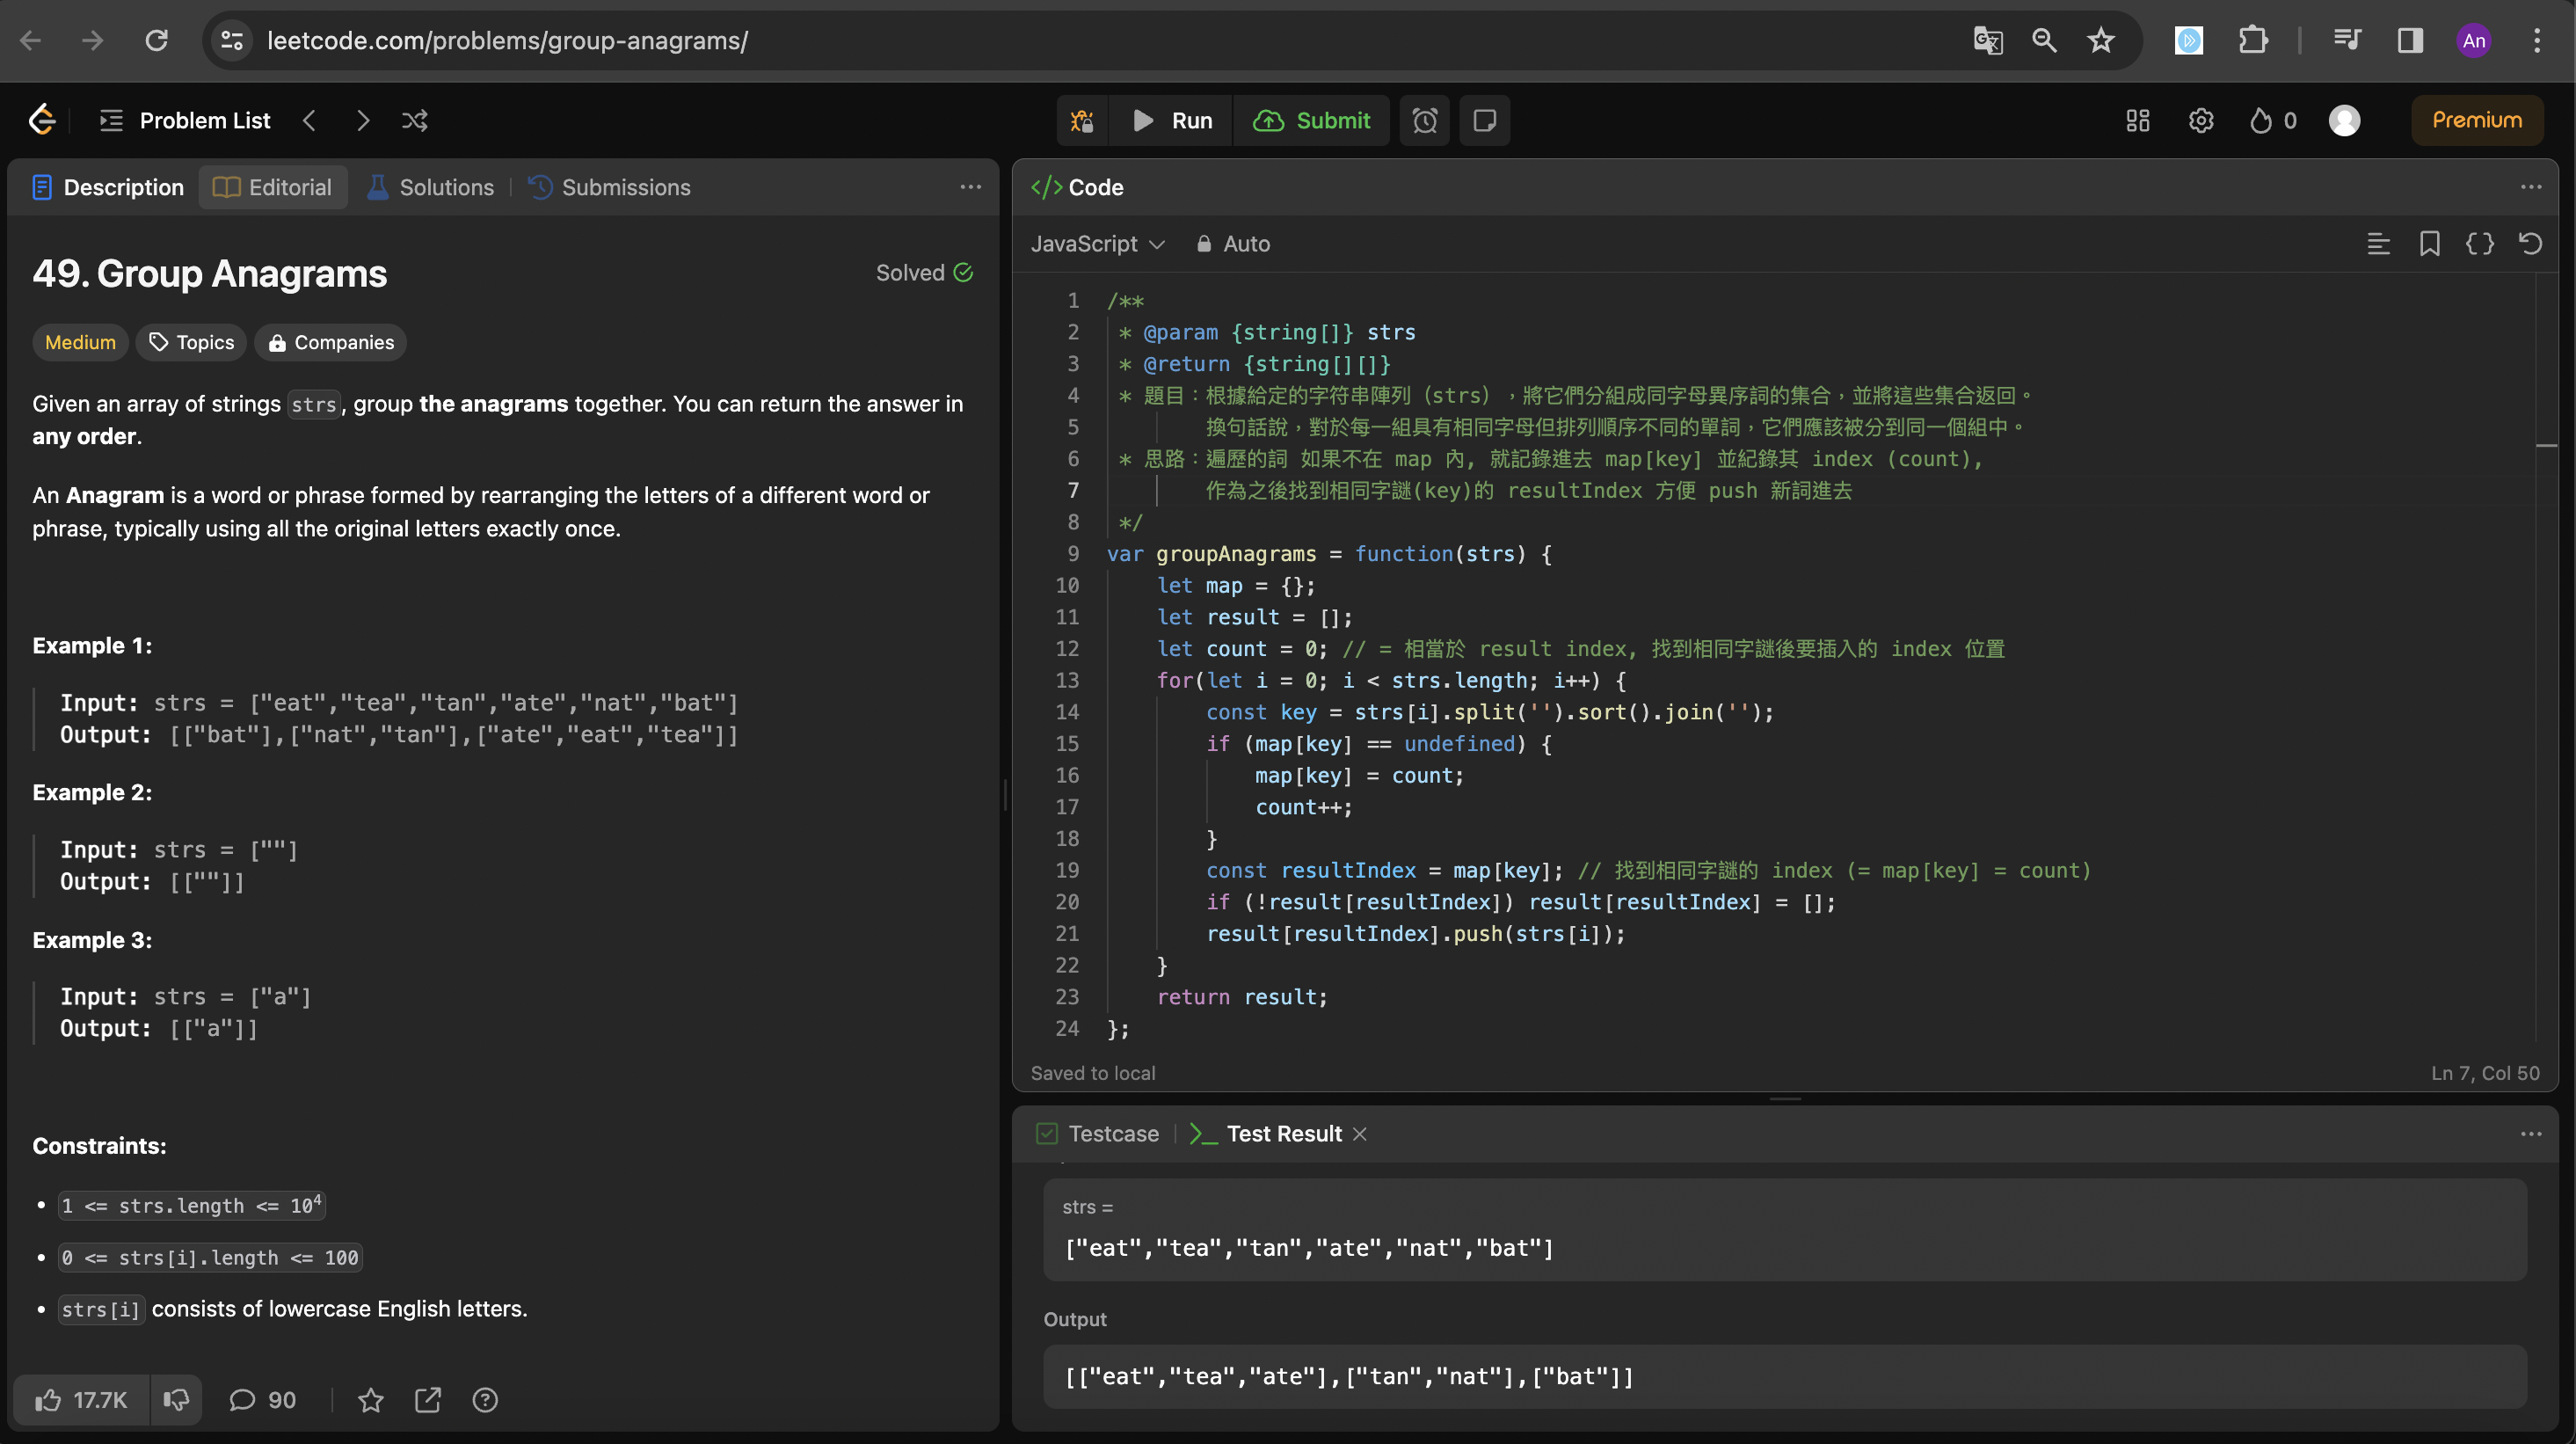 leetcode.com/problems/group-anagrams/
An
Problem List
Run
Submit
0
Premium
Description
Editorial
Solutions
Submissions
49. Group Anagrams
Solved
Medium
Topics
Companies
Given an array of strings strs, group the anagrams together. You can return the answer in
any order.
An Anagram is a word or phrase formed by rearranging the letters of a different word or
phrase, typically using all the original letters exactly once.
Example 1:
Input: strs = ["eat","tea","tan","ate","nat","bat"]
Output: [["bat"],["nat","tan"],["ate","eat","tea"]]
Example 2:
Input: strs = [""]
Output: [[""]]
Example 3:
Input: strs = ["a"]
Output: [["a"]]
Constraints:
• 1 <= strs.length <= 10⁴
• 0 <= strs[i].length <= 100
• strs[i] consists of lowercase English letters.
17.7K
90
</> Code
JavaScript
Auto
1 /**
2 * @param {string[]} strs
3 * @return {string[][]}
4 * 題目：根據給定的字符串陣列（strs），將它們分組成同字母異序詞的集合，並將這些集合返回。
5 換句話說，對於每一組具有相同字母但排列順序不同的單詞，它們應該被分到同一個組中。
6 * 思路：遍歷的詞 如果不在 map 內, 就記錄進去 map[key] 並紀錄其 index (count),
7 作為之後找到相同字謎(key)的 resultIndex 方便 push 新詞進去
8 */
9 var groupAnagrams = function(strs) {
10 let map = {};
11 let result = [];
12 let count = 0; // = 相當於 result index, 找到相同字謎後要插入的 index 位置
13 for(let i = 0; i < strs.length; i++) {
14 const key = strs[i].split('').sort().join('');
15 if (map[key] == undefined) {
16 map[key] = count;
17 count++;
18 }
19 const resultIndex = map[key]; // 找到相同字謎的 index (= map[key] = count)
20 if (!result[resultIndex]) result[resultIndex] = [];
21 result[resultIndex].push(strs[i]);
22 }
23 return result;
24 };
Saved to local
Ln 7, Col 50
Testcase
Test Result
strs =
["eat","tea","tan","ate","nat","bat"]
Output
[["eat","tea","ate"],["tan","nat"],["bat"]]